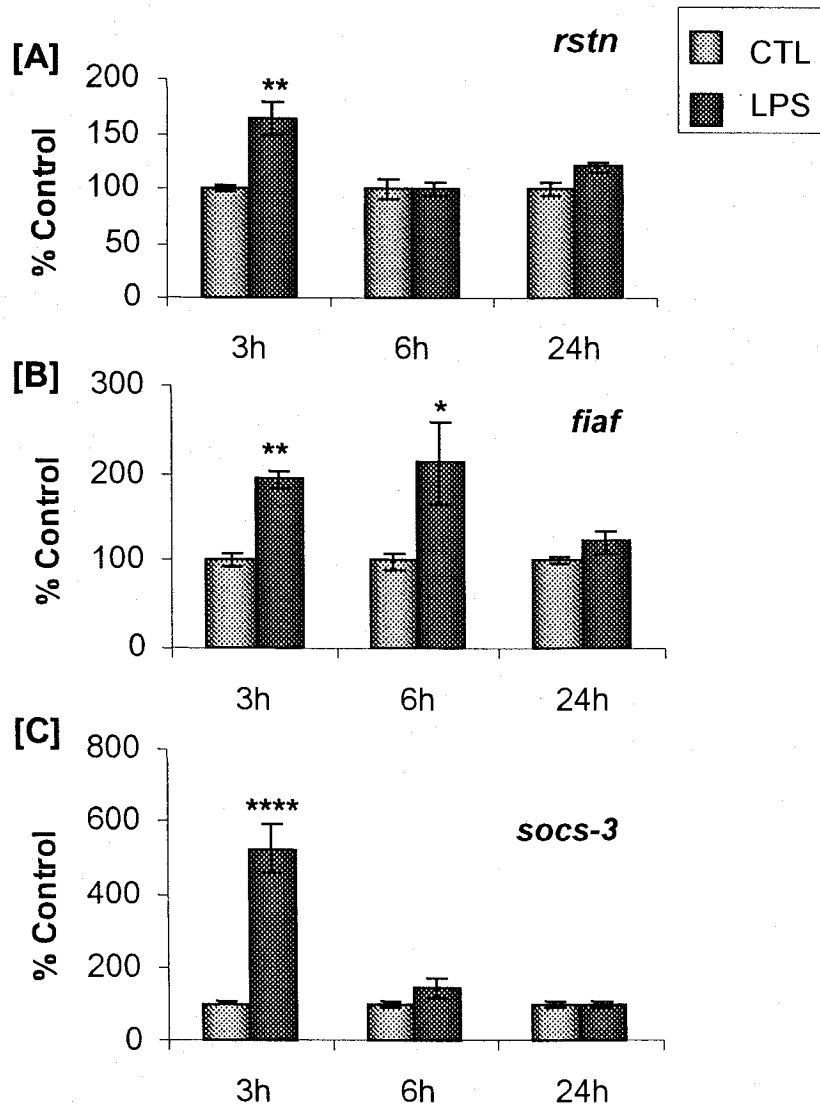 [A]
rstn
CTL
LPS
% Control
200
150
100
50
0
**
3h
6h
24h
[B]
fiaf
% Control
300
200
100
0
**
*
3h
6h
24h
[C]
socs-3
% Control
800
600
400
200
0
****
3h
6h
24h